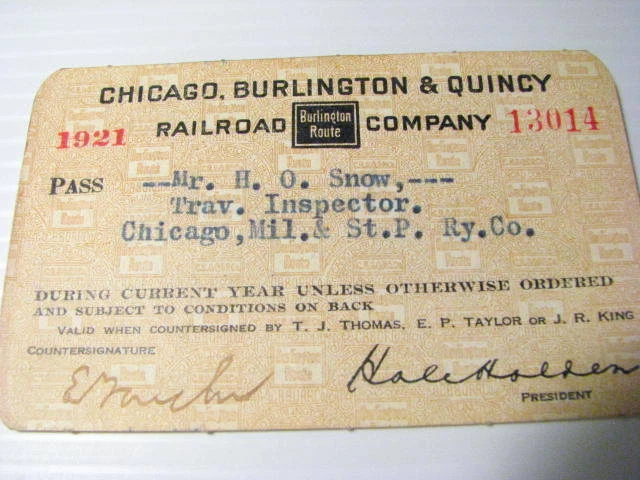 CHICAGO, BURLINGTON & QUINCY
1921 RAILROAD Burlington Route COMPANY 13014
PASS --Mr. H. O. Snow,---
Trav. Inspector.
Chicago,Mil.& St.P. Ry.Co.
DURING CURRENT YEAR UNLESS OTHERWISE ORDERED
AND SUBJECT TO CONDITIONS ON BACK
VALID WHEN COUNTERSIGNED BY T. J. THOMAS, E. P. TAYLOR OR J. R. KING
COUNTERSIGNATURE
Hale Holden
PRESIDENT